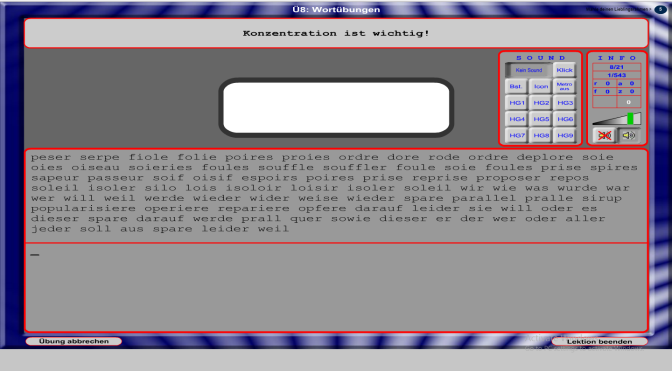 Ü8: Wortübungen
Konzentration ist wichtig!
S O U N D
Kein Sound Klick
Bat. Icon Metro aus
HG1 HG2 HG3
HG4 HG5 HG6
HG7 HG8 HG9
I N F O
6/21
1/543
r 0 a 0
f 0 z 0
0
peser serpe fiole folie poires proies ordre dore rode ordre deplore soie
oies oiseau soieries foules souffle souffler foule soie foules prise spires
sapeur passeur soif oisif espoirs poires prise reprise proposer repos
soleil isoler silo lois isoloir loisir isoler soleil wir wie was wurde war
wer will weil werde wieder wider weise wieder spare parallel pralle sirup
popularisiere operiere repariere opfere darauf leider sie will oder es
dieser spare darauf werde prall quer sowie dieser er der wer oder aller
jeder soll aus spare leider weil
Übung abbrechen
Lektion beenden